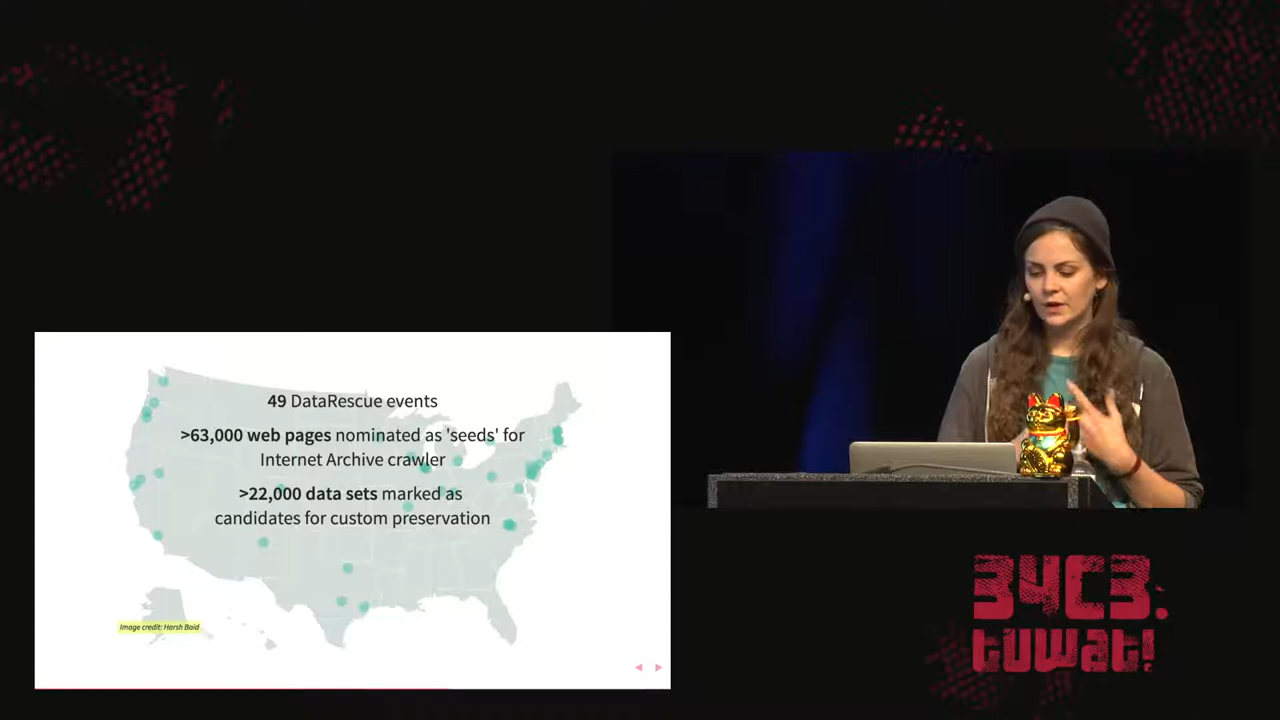 49 DataRescue events
>63,000 web pages nominated as 'seeds' for
Internet Archive crawler
>22,000 data sets marked as
candidates for custom preservation
Image credit: Harsh Baid
34C3:
tuwat!